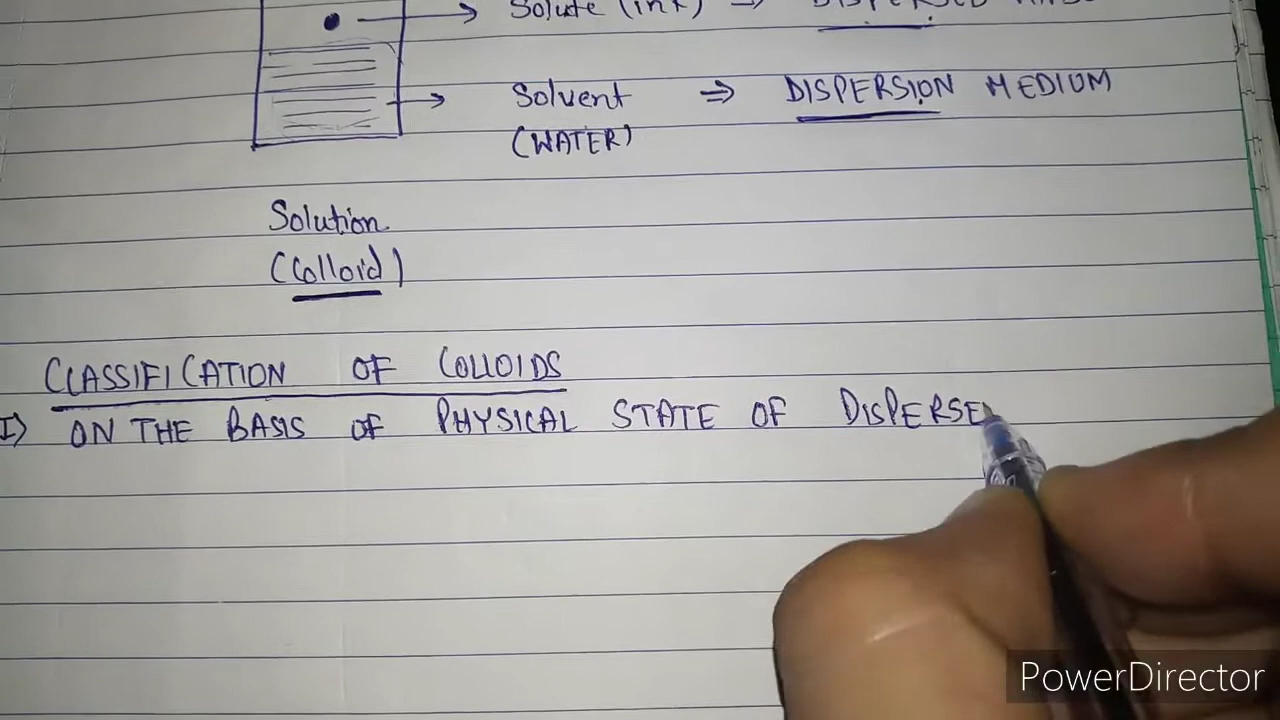 Solute (ink) ⇒ DISPERSED
Solvent ⇒ DISPERSION MEDIUM
(WATER)
Solution
(Colloid)
CLASSIFICATION OF COLLOIDS
I) ON THE BASIS OF PHYSICAL STATE OF DISPERSE
PowerDirector